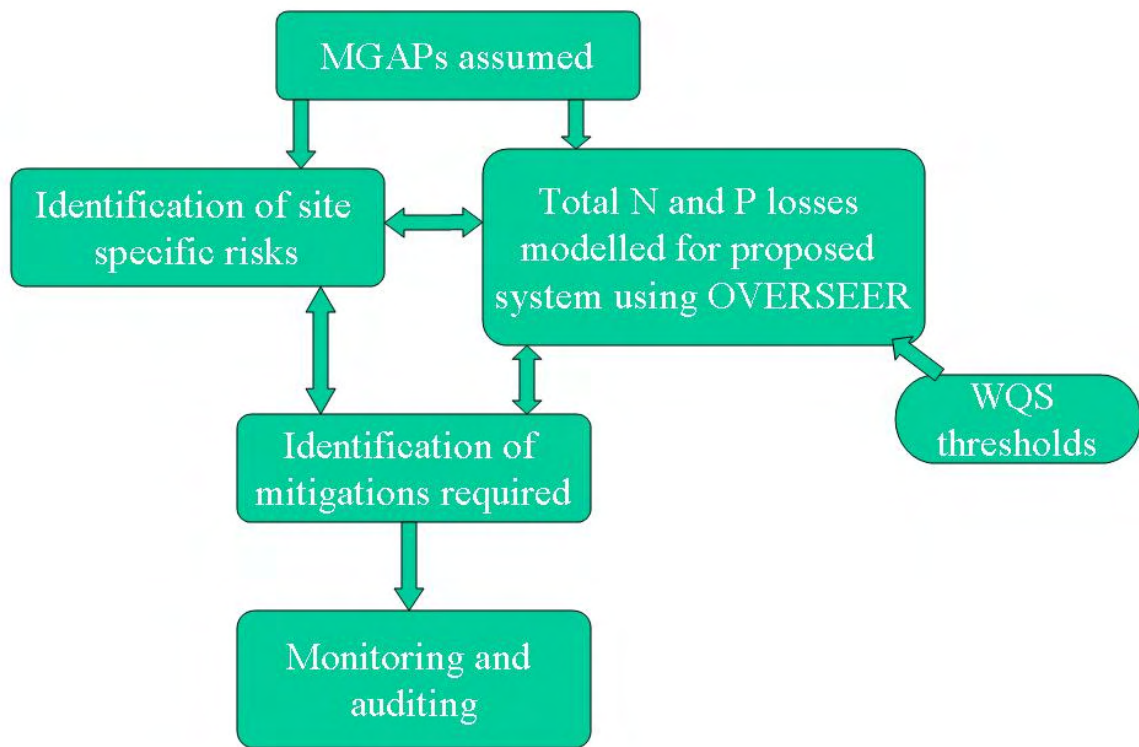 MGAPs assumed
Identification of site
specific risks
Total N and P losses
modelled for proposed
system using OVERSEER
WQS
thresholds
Identification of
mitigations required
Monitoring and
auditing